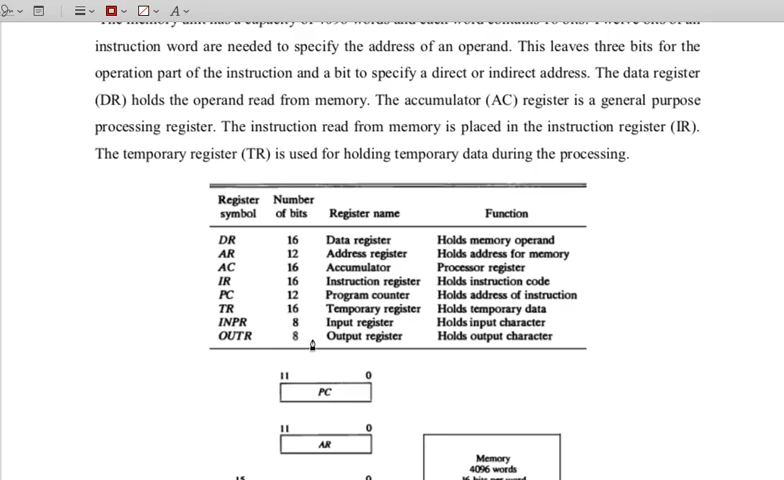 instruction word are needed to specify the address of an operand. This leaves three bits for the
operation part of the instruction and a bit to specify a direct or indirect address. The data register
(DR) holds the operand read from memory. The accumulator (AC) register is a general purpose
processing register. The instruction read from memory is placed in the instruction register (IR).
The temporary register (TR) is used for holding temporary data during the processing.
Register symbol Number of bits Register name Function
DR 16 Data register Holds memory operand
AR 12 Address register Holds address for memory
AC 16 Accumulator Processor register
IR 16 Instruction register Holds instruction code
PC 12 Program counter Holds address of instruction
TR 16 Temporary register Holds temporary data
INPR 8 Input register Holds input character
OUTR 8 Output register Holds output character
11 0
PC
11 0
AR
Memory
4096 words
15 0